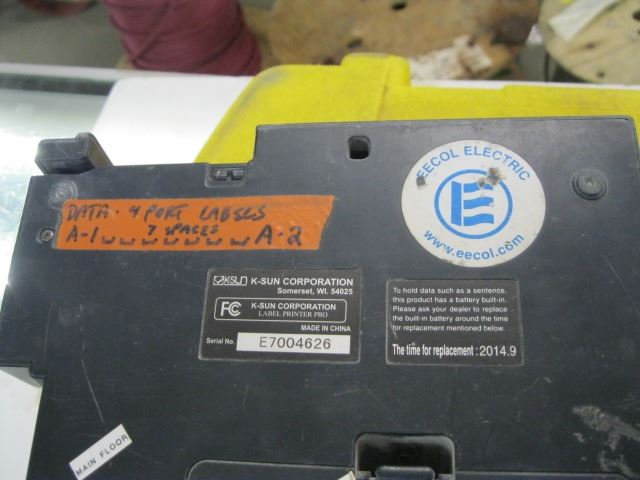 EECOL ELECTRIC
E
www.eecol.com
DATA - 4 PORT LABELS
7 SPACES
A-1 A-2
KSUN K-SUN CORPORATION
Somerset, WI. 54025
FC K-SUN CORPORATION
LABEL PRINTER PRO
MADE IN CHINA
Serial No. E7004626
To hold data such as a sentence,
this product has a battery built-in.
Please ask your dealer to replace
the built-in battery around the time
for replacement mentioned below.
The time for replacement : 2014.9
MAIN FLOOR